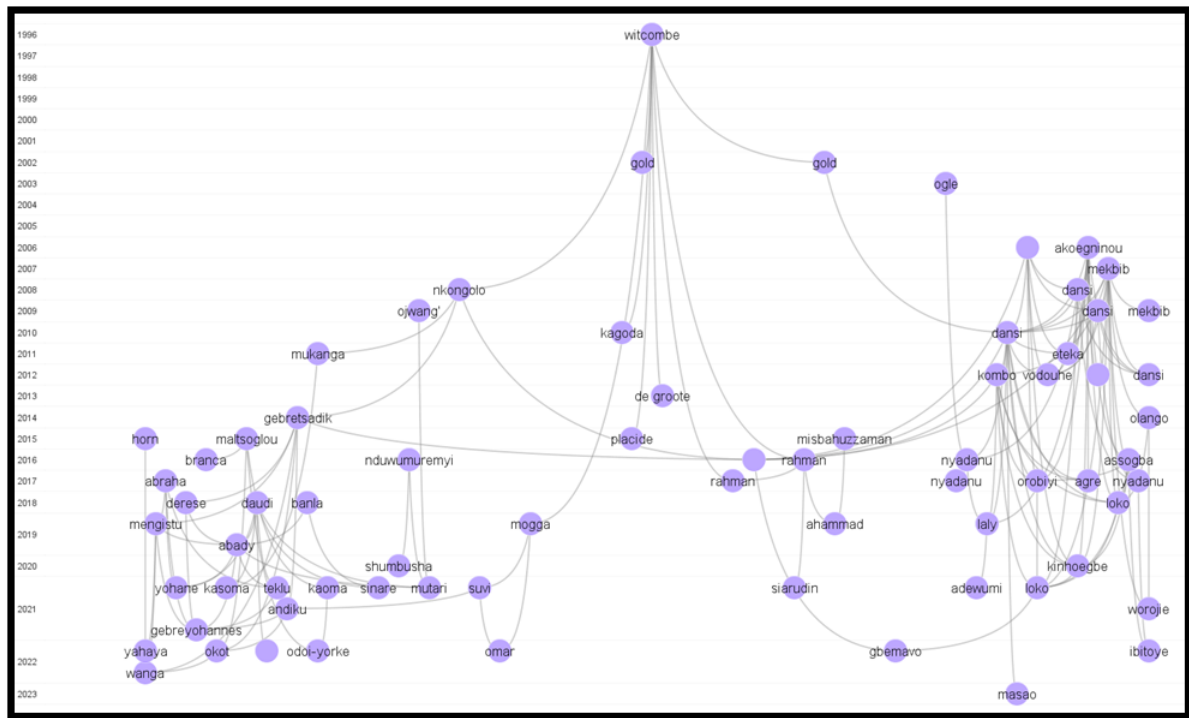 1996 witcombe
1997
1998
1999
2000
2001
2002 gold gold
2003 ogle
2004
2005
2006 akoegninou
2007 mekbib
2008 nkongolo dansi
2009 ojwang' dansi mekbib
2010 kagoda dansi
2011 mukanga eteka
2012 kombo vodouhe dansi
2013 de groote
2014 gebretsadik olango
2015 horn maltsoglou placide misbahuzzaman
2016 branca nduwumuremyi rahman nyadanu assogba
2017 abraha rahman nyadanu orobiyi agre nyadanu
2018 derese daudi banla loko
mengistu mogga ahammad laly
2019 abady
2020 shumbusha kinhoegbe
yohane kasoma teklu kaoma sinare mutari suvi siarudin adewumi loko
2021 andiku worojie
gebreyohannes
yahaya okot odoi-yorke omar gbemavo ibitoye
2022 wanga
2023 masao